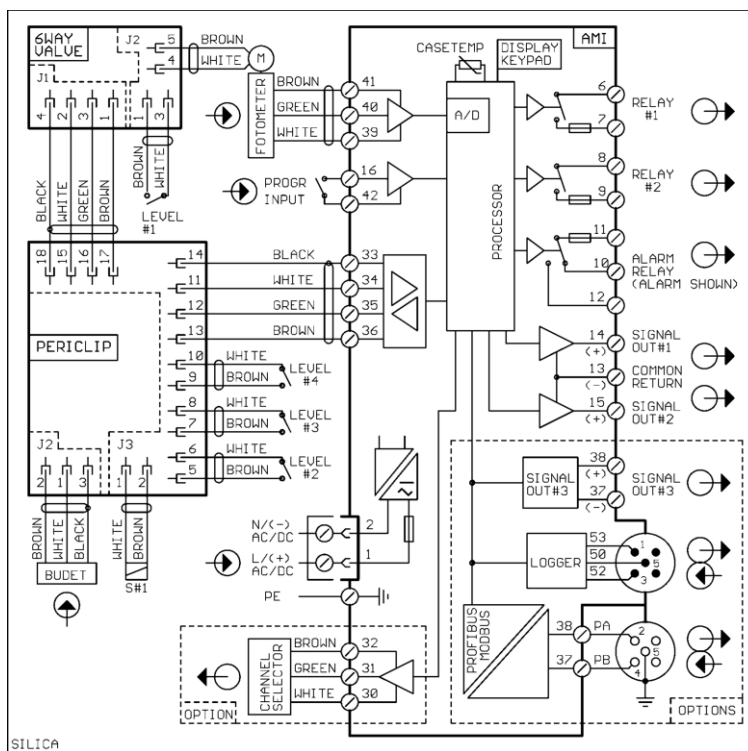 6WAY
VALVE
J2
5
4
BROWN
WHITE
M
J1
4
2
3
1
1
3
BLACK
WHITE
GREEN
BROWN
BROWN
WHITE
LEVEL
#1
FOTOMETER
BROWN
GREEN
WHITE
41
40
39
PROGR
INPUT
16
42
CASETEMP
DISPLAY
KEYPAD
AMI
A/D
PROCESSOR
6
7
RELAY
#1
8
9
RELAY
#2
11
10
12
ALARM
RELAY
(ALARM SHOWN)
18
15
16
17
14
11
12
13
BLACK
WHITE
GREEN
BROWN
33
34
35
36
PERICLIP
10
9
WHITE
BROWN
LEVEL
#4
8
7
WHITE
BROWN
LEVEL
#3
6
5
WHITE
BROWN
LEVEL
#2
J2
J3
2
1
3
1
2
BROWN
WHITE
BLACK
WHITE
BROWN
BUDET
S#1
14
(+)
SIGNAL
OUT#1
13
(-)
COMMON
RETURN
15
(+)
SIGNAL
OUT#2
N/(-)
AC/DC
2
L/(+)
AC/DC
1
PE
SIGNAL
OUT#3
38
(+)
37
(-)
SIGNAL
OUT#3
LOGGER
53
50
52
1
5
3
PROFIBUS
MODBUS
38
PA
37
PB
2
5
4
CHANNEL
SELECTOR
BROWN
GREEN
WHITE
32
31
30
OPTION
OPTIONS
SILICA